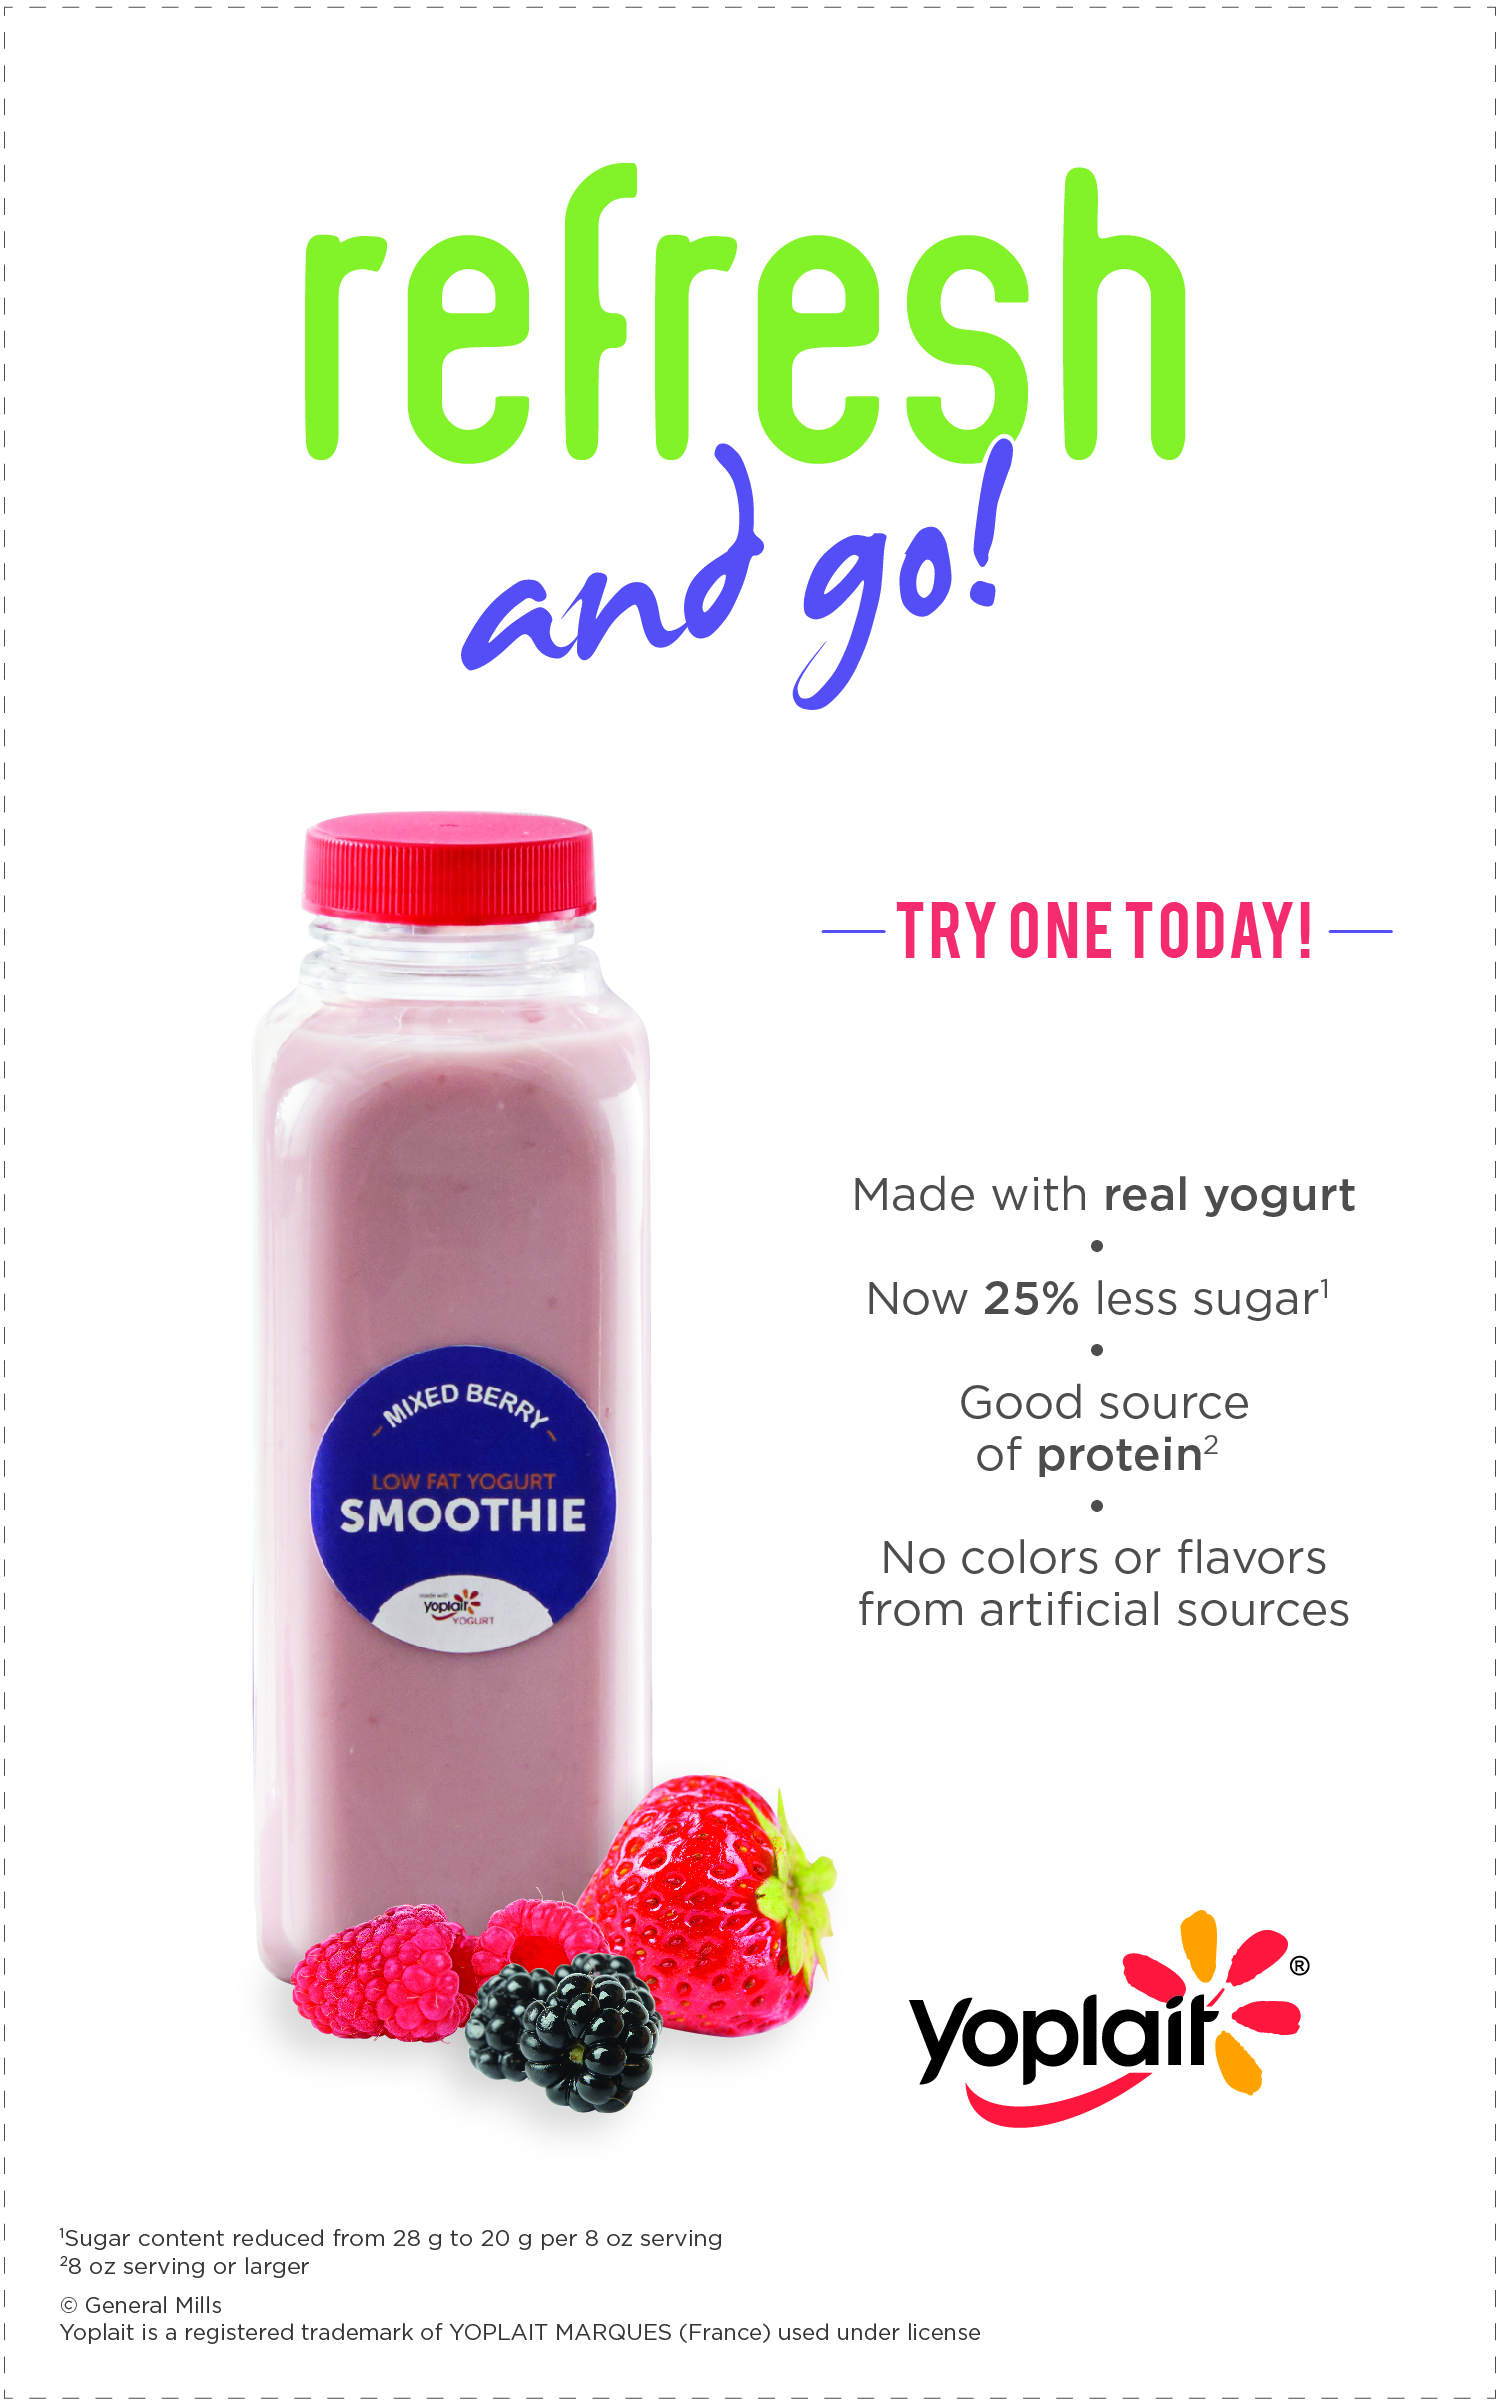 refresh
and go!
TRY ONE TODAY!
Made with real yogurt
•
Now 25% less sugar¹
•
Good source
of protein²
•
No colors or flavors
from artificial sources
- MIXED BERRY -
LOW FAT YOGURT
SMOOTHIE
made with
yoplait
YOGURT
yoplait®
¹Sugar content reduced from 28 g to 20 g per 8 oz serving
²8 oz serving or larger
© General Mills
Yoplait is a registered trademark of YOPLAIT MARQUES (France) used under license